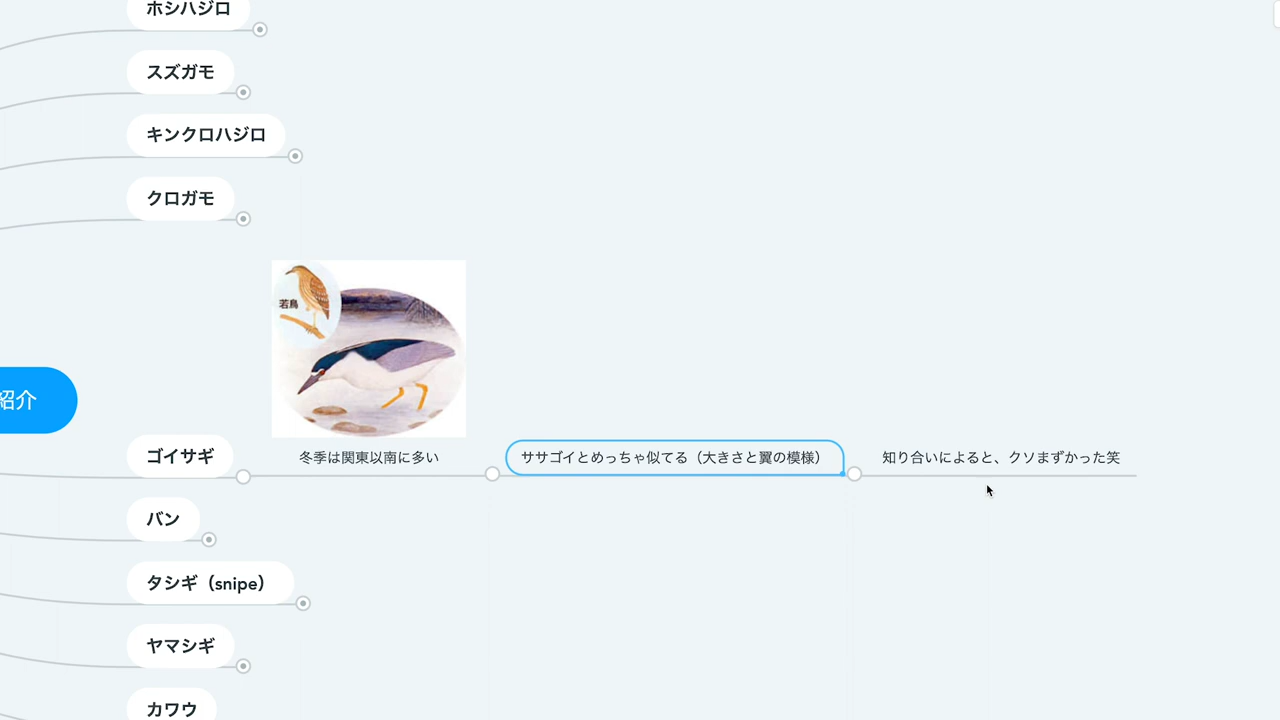 ホシハジロ
スズガモ
キンクロハジロ
クロガモ
若鳥
紹介
ゴイサギ
冬季は関東以南に多い
ササゴイとめっちゃ似てる（大きさと翼の模様）
知り合いによると、クソまずかった笑
バン
タシギ（snipe）
ヤマシギ
カワウ